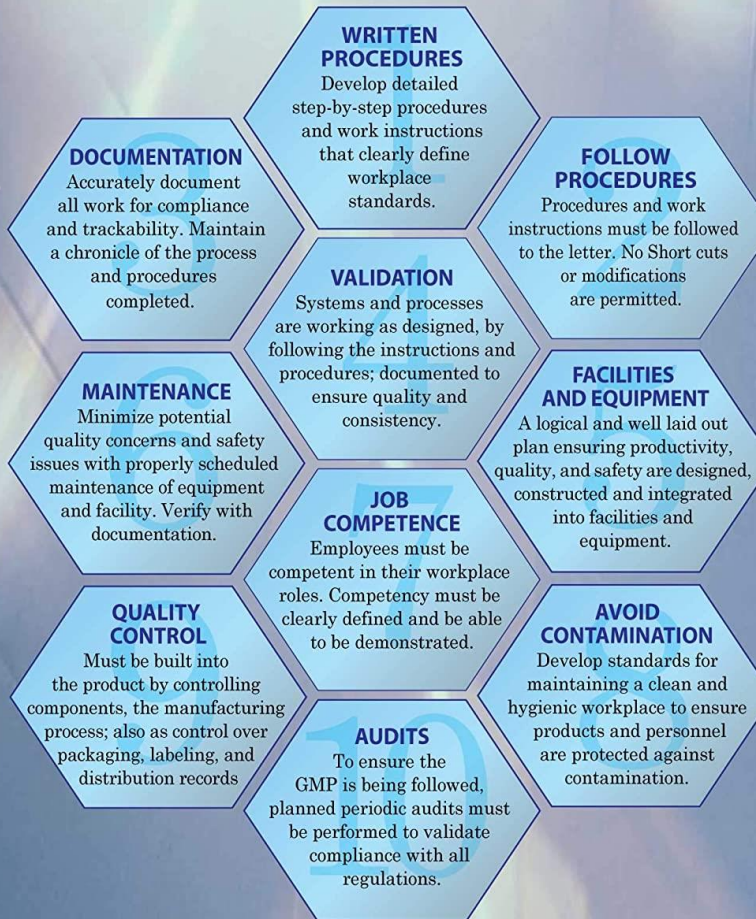 1
WRITTEN
PROCEDURES
Develop detailed
step-by-step procedures
and work instructions
that clearly define
workplace
standards.
2
FOLLOW
PROCEDURES
Procedures and work
instructions must be followed
to the letter. No Short cuts
or modifications
are permitted.
3
DOCUMENTATION
Accurately document
all work for compliance
and trackability. Maintain
a chronicle of the process
and procedures
completed.
4
VALIDATION
Systems and processes
are working as designed, by
following the instructions and
procedures; documented to
ensure quality and
consistency.
5
FACILITIES
AND EQUIPMENT
A logical and well laid out
plan ensuring productivity,
quality, and safety are designed,
constructed and integrated
into facilities and
equipment.
6
MAINTENANCE
Minimize potential
quality concerns and safety
issues with properly scheduled
maintenance of equipment
and facility. Verify with
documentation.
7
JOB
COMPETENCE
Employees must be
competent in their workplace
roles. Competency must be
clearly defined and be able
to be demonstrated.
8
AVOID
CONTAMINATION
Develop standards for
maintaining a clean and
hygienic workplace to ensure
products and personnel
are protected against
contamination.
9
QUALITY
CONTROL
Must be built into
the product by controlling
components, the manufacturing
process; also as control over
packaging, labeling, and
distribution records
10
AUDITS
To ensure the
GMP is being followed,
planned periodic audits must
be performed to validate
compliance with all
regulations.